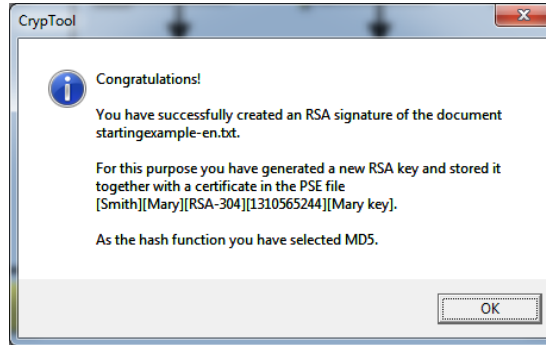 CrypTool
Congratulations!
You have successfully created an RSA signature of the document
startingexample-en.txt.
For this purpose you have generated a new RSA key and stored it
together with a certificate in the PSE file
[Smith][Mary][RSA-304][1310565244][Mary key].
As the hash function you have selected MD5.
OK